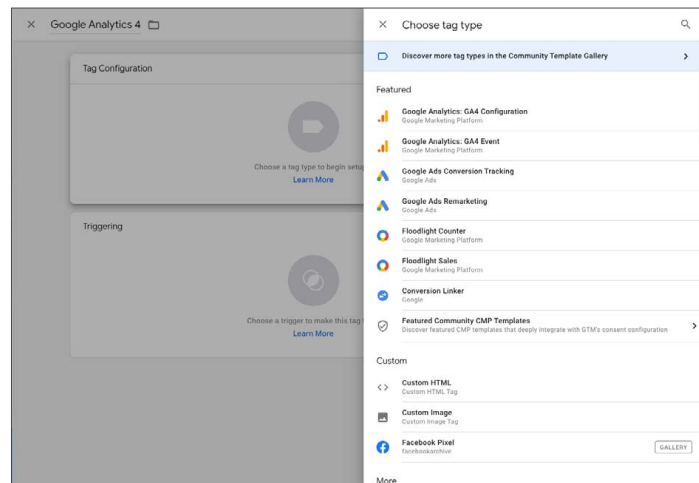 Google Analytics 4
Tag Configuration
Choose a tag type to begin setup
Learn More
Triggering
Choose a trigger to make this tag
Learn More
Choose tag type
Discover more tag types in the Community Template Gallery
Featured
Google Analytics: GA4 Configuration
Google Marketing Platform
Google Analytics: GA4 Event
Google Marketing Platform
Google Ads Conversion Tracking
Google Ads
Google Ads Remarketing
Google Ads
Floodlight Counter
Google Marketing Platform
Floodlight Sales
Google Marketing Platform
Conversion Linker
Google
Featured Community CMP Templates
Discover featured CMP templates that deeply integrate with GTM's consent configuration
Custom
Custom HTML
Custom HTML Tag
Custom Image
Custom Image Tag
Facebook Pixel
facebookarchive
GALLERY
More